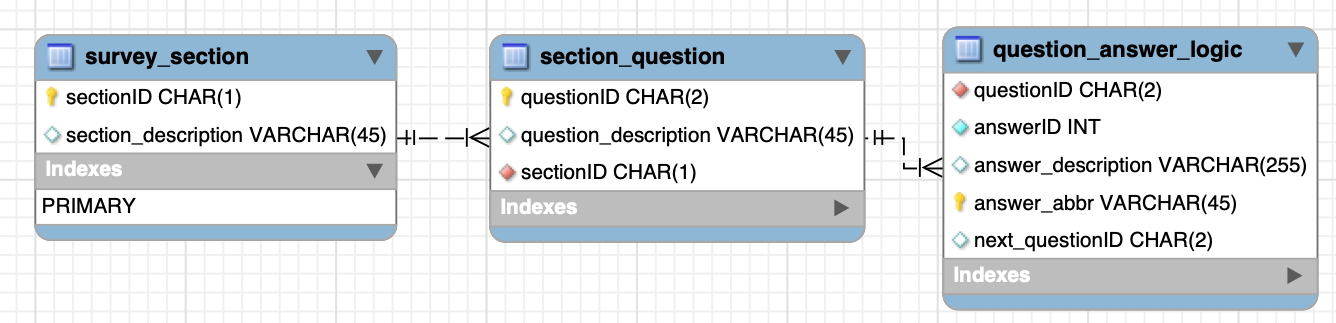 survey_section
sectionID CHAR(1)
section_description VARCHAR(45)
Indexes
PRIMARY
section_question
questionID CHAR(2)
question_description VARCHAR(45)
sectionID CHAR(1)
Indexes
question_answer_logic
questionID CHAR(2)
answerID INT
answer_description VARCHAR(255)
answer_abbr VARCHAR(45)
next_questionID CHAR(2)
Indexes